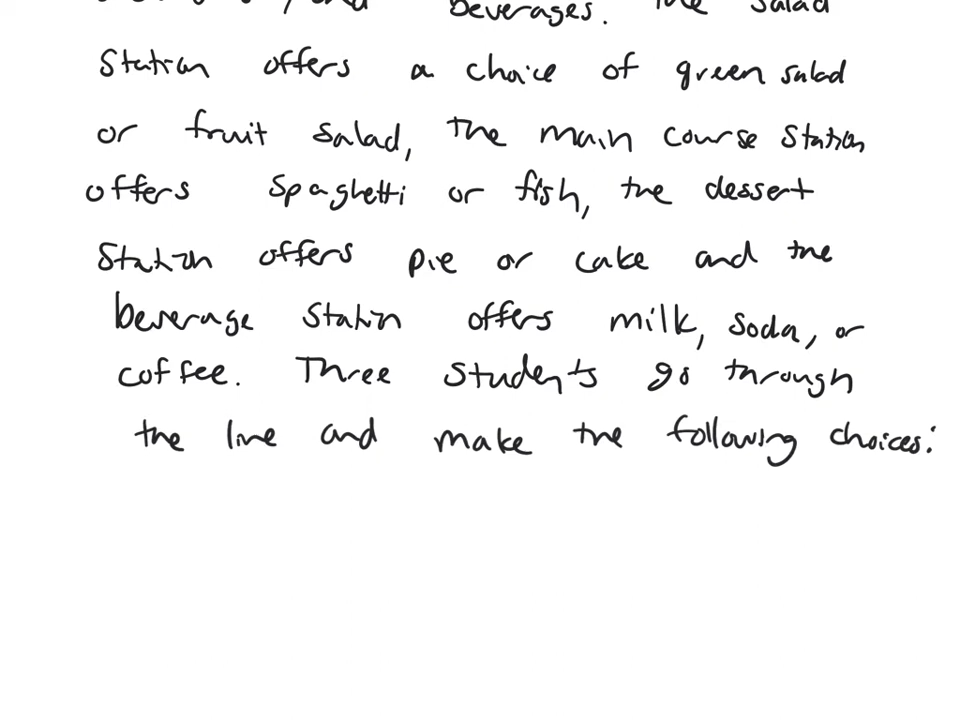 beverages. The salad
Station offers a choice of green salad
or fruit salad, the main course station
offers spaghetti or fish, the dessert
Station offers pie or cake and the
beverage station offers milk, soda, or
coffee. Three students go through
the line and make the following choices: